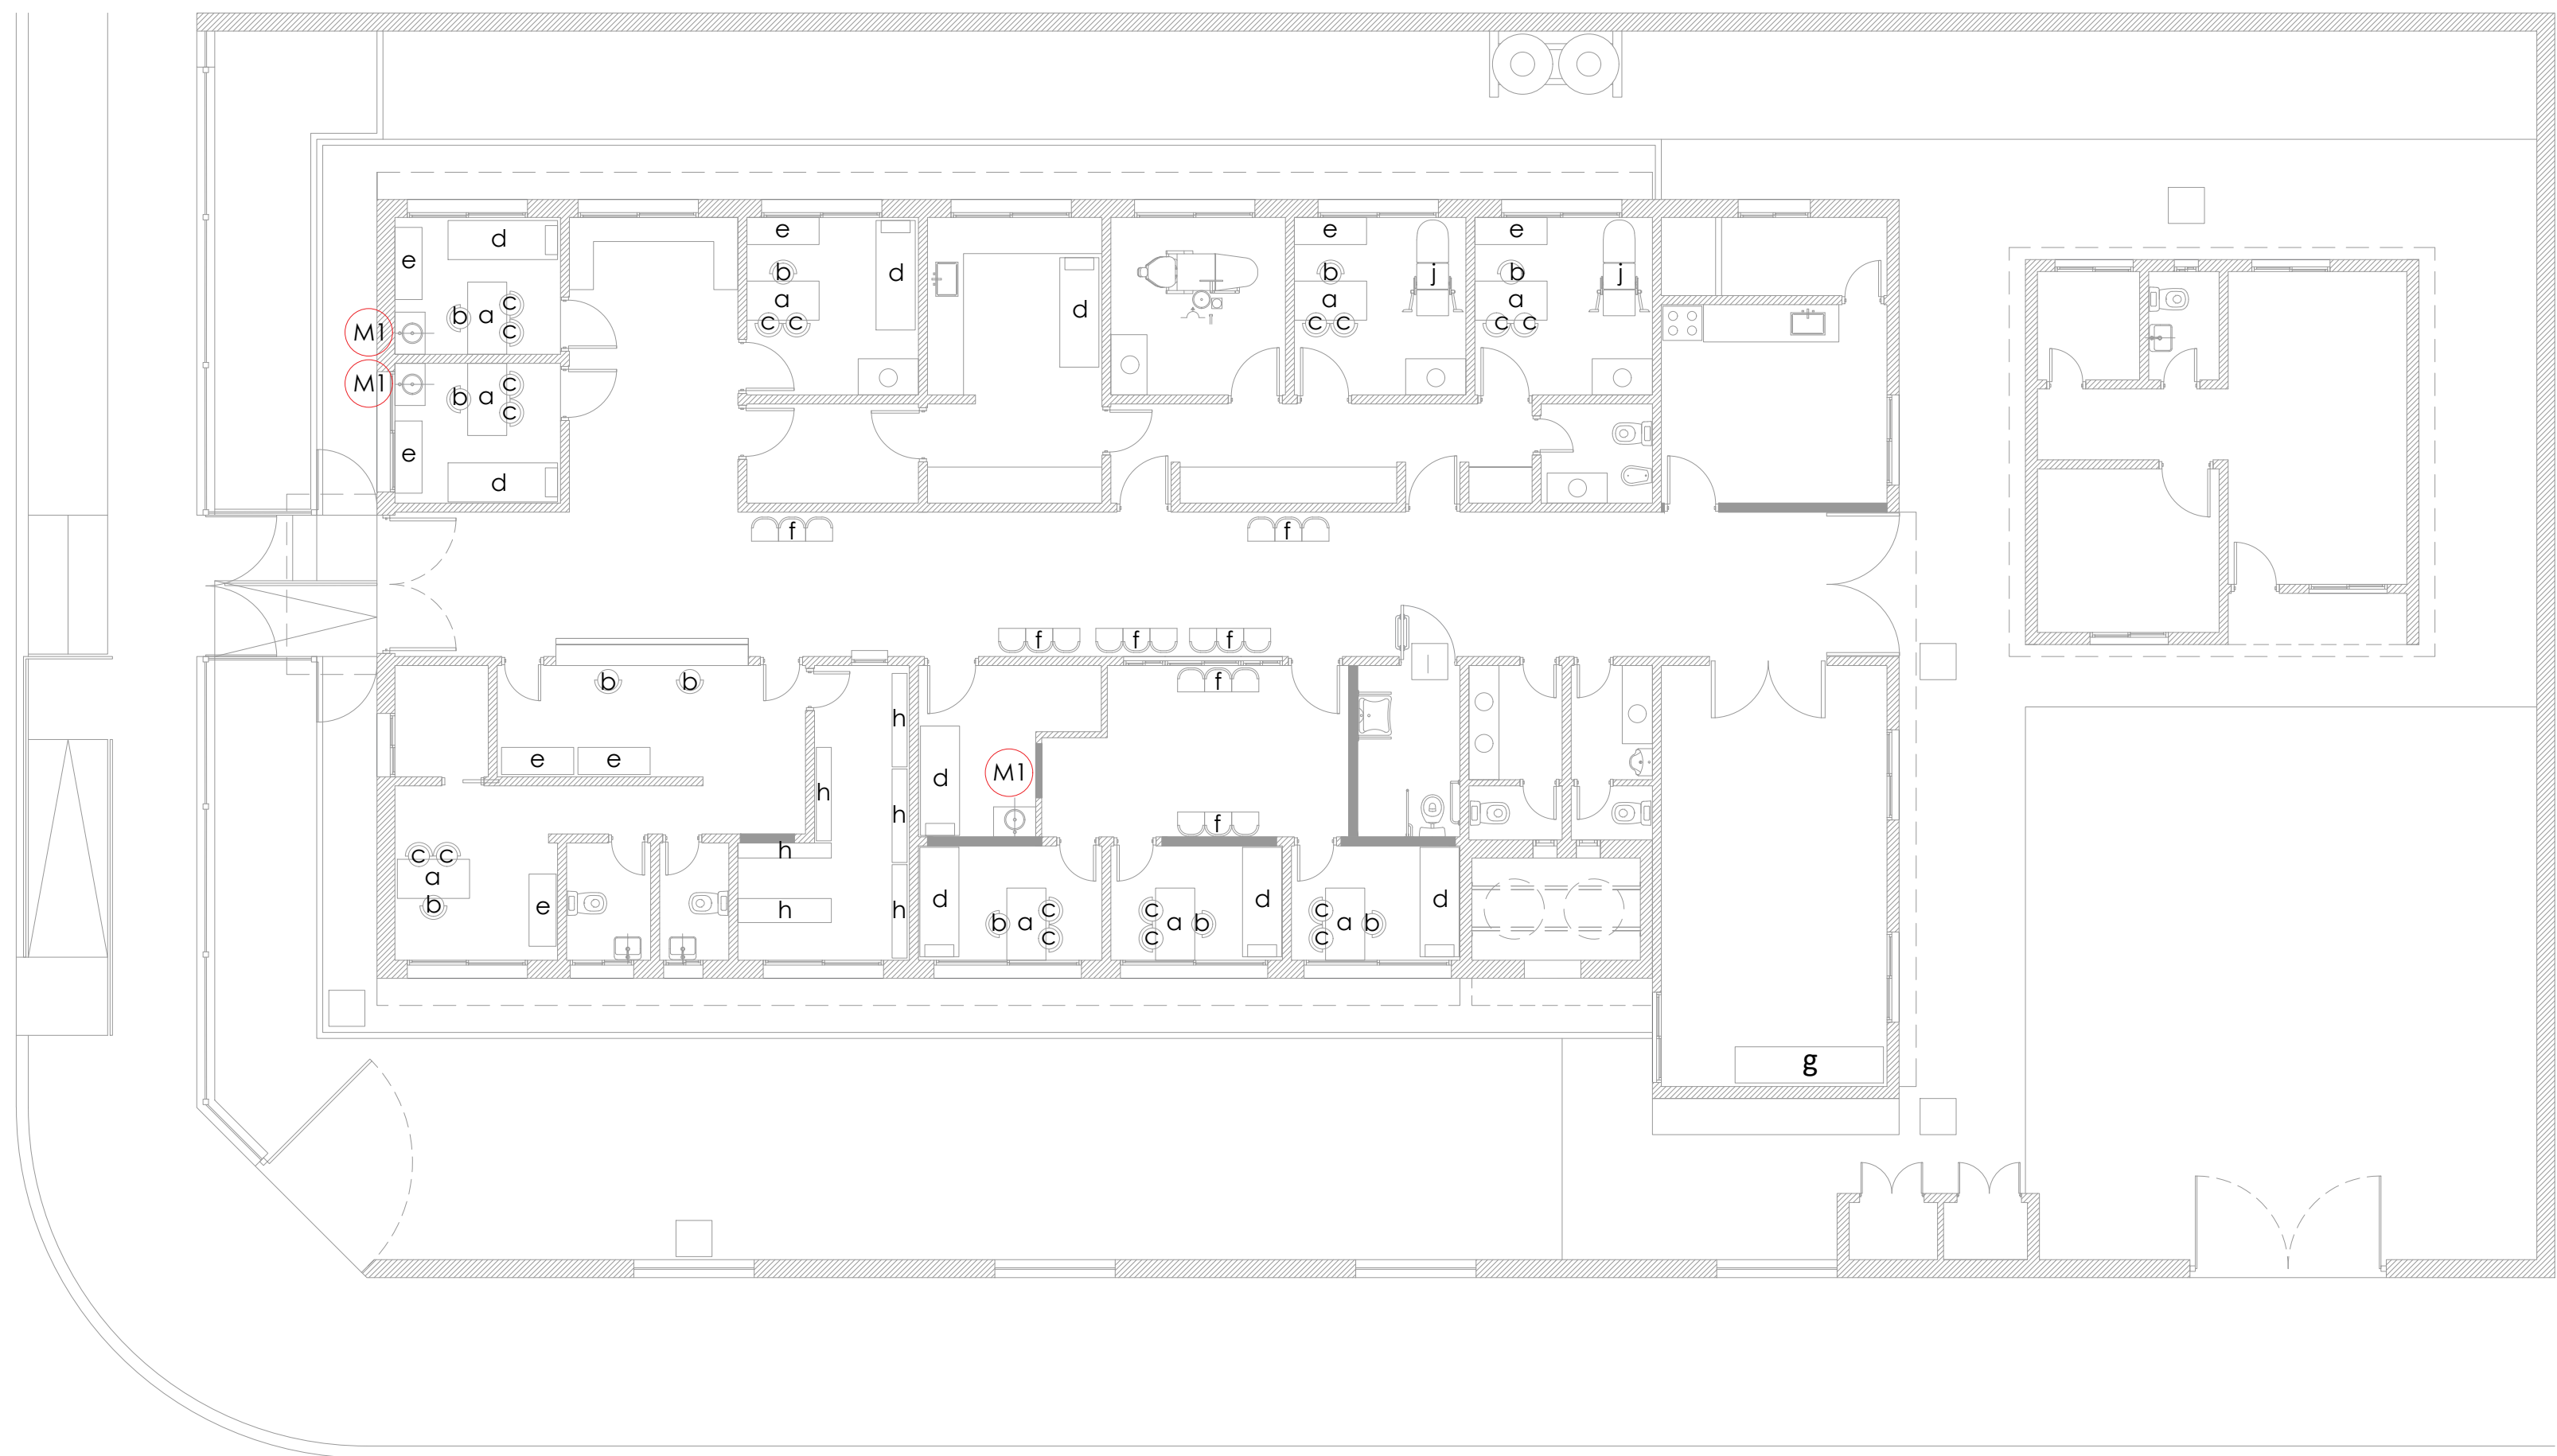 e d e e e
e d b d b j b j
M1 b a c c a d a a
c c c c c c
M1 b a c c
e d
f f
f f f
b b f
h
e e d M1
h h
f
c c h
a d d d
b e h h b a c c c c a b c c a b
g